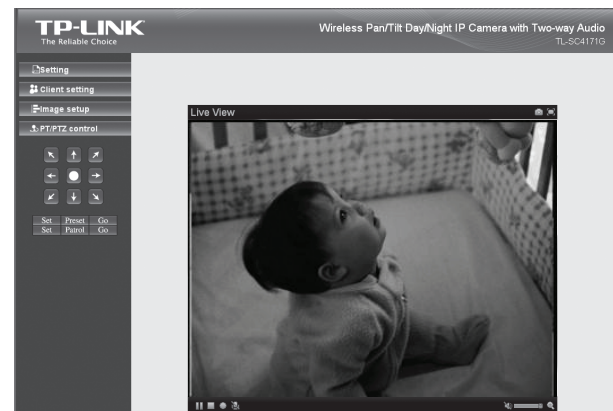 TP-LINK
The Reliable Choice
Wireless Pan/Tilt Day/Night IP Camera with Two-way Audio
TL-SC4171G
Setting
Client setting
Image setup
PT/PTZ control
Set Preset Go
Set Patrol Go
Live View